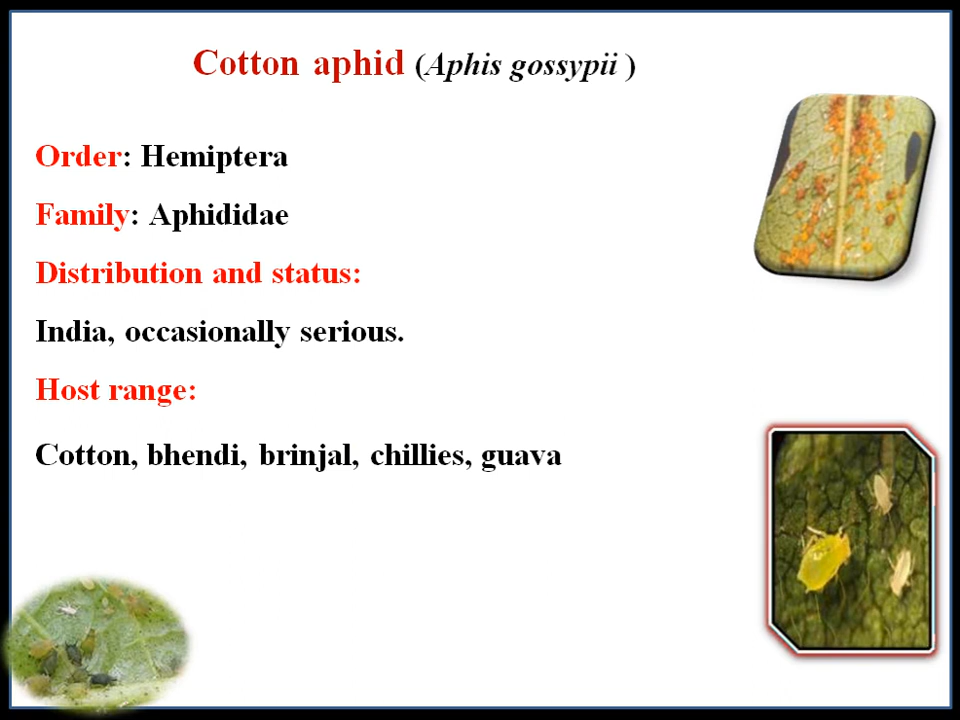 Cotton aphid (Aphis gossypii )
Order: Hemiptera
Family: Aphididae
Distribution and status:
India, occasionally serious.
Host range:
Cotton, bhendi, brinjal, chillies, guava